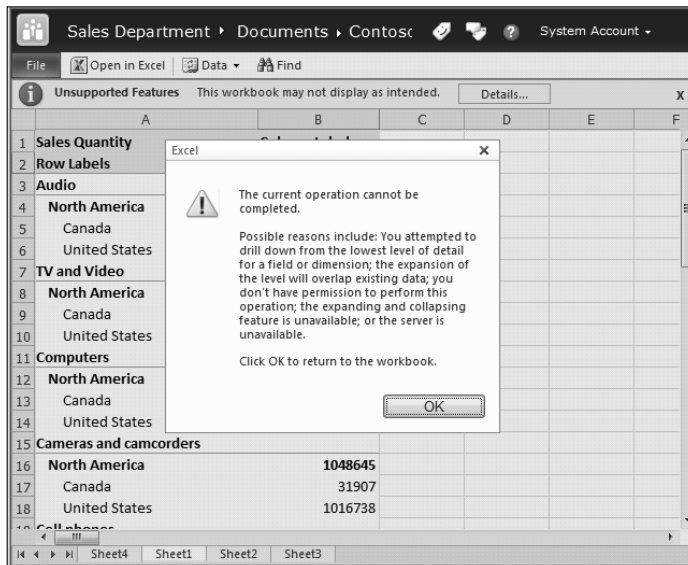 Sales Department ▸ Documents ▸ Contosc
System Account
File Open in Excel Data Find
Unsupported Features This workbook may not display as intended. Details... X
A B C D E F
1 Sales Quantity
2 Row Labels
3 Audio
4 North America
5 Canada
6 United States
7 TV and Video
8 North America
9 Canada
10 United States
11 Computers
12 North America
13 Canada
14 United States
15 Cameras and camcorders
16 North America 1048645
17 Canada 31907
18 United States 1016738
Excel
The current operation cannot be
completed.
Possible reasons include: You attempted to
drill down from the lowest level of detail
for a field or dimension; the expansion of
the level will overlap existing data; you
don't have permission to perform this
operation; the expanding and collapsing
feature is unavailable; or the server is
unavailable.
Click OK to return to the workbook.
OK
Sheet4 Sheet1 Sheet2 Sheet3